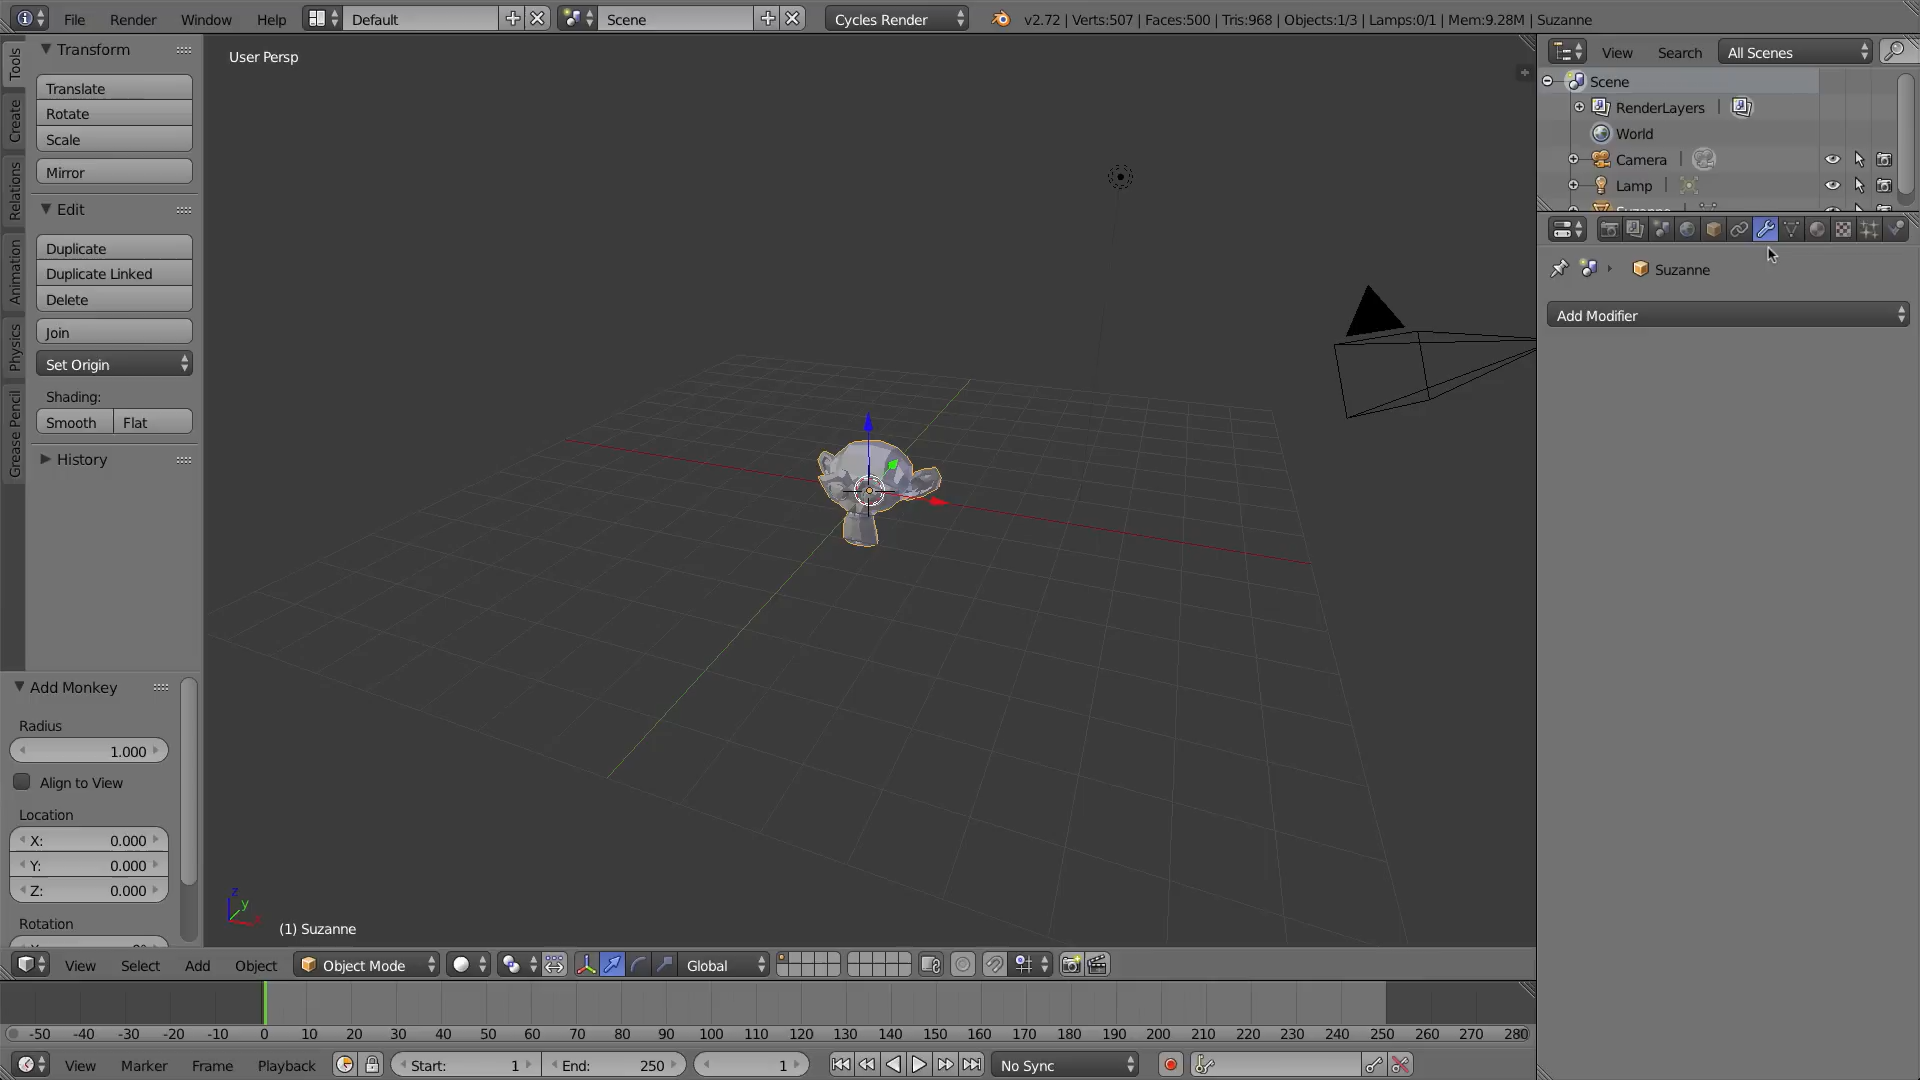 File Render Window Help Default Scene Cycles Render v2.72 | Verts:507 | Faces:500 | Tris:968 | Objects:1/3 | Lamps:0/1 | Mem:9.28M | Suzanne
Tools
Create
Relations
Animation
Physics
Grease Pencil
Transform
Translate
Rotate
Scale
Mirror
Edit
Duplicate
Duplicate Linked
Delete
Join
Set Origin
Shading:
Smooth Flat
History
Add Monkey
Radius
1.000
Align to View
Location
X: 0.000
Y: 0.000
Z: 0.000
Rotation
User Persp
z
y
x
(1) Suzanne
View Select Add Object Object Mode Global
-50 -40 -30 -20 -10 0 10 20 30 40 50 60 70 80 90 100 110 120 130 140 150 160 170 180 190 200 210 220 230 240 250 260 270 280
View Marker Frame Playback Start: 1 End: 250 1 No Sync
View Search All Scenes
Scene
RenderLayers |
World
Camera |
Lamp |
Suzanne
Add Modifier